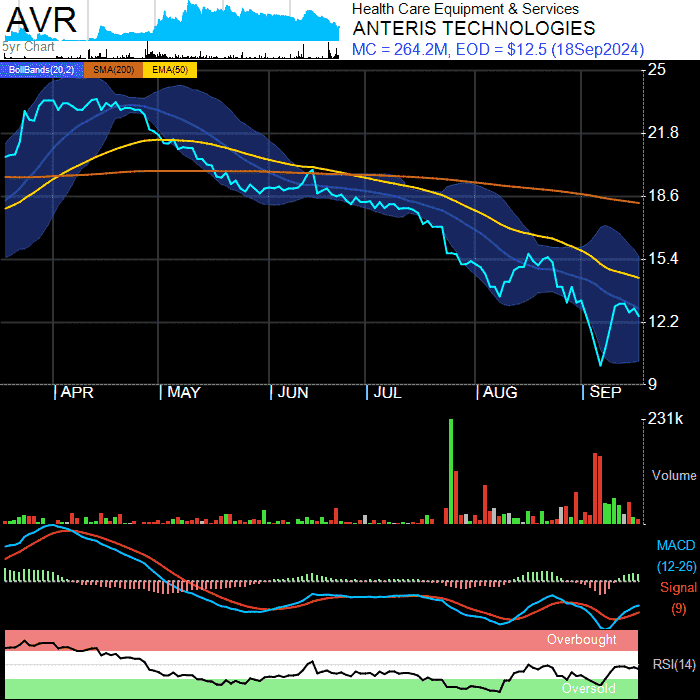 AVR
5yr Chart
Health Care Equipment & Services
ANTERIS TECHNOLOGIES
MC = 264.2M, EOD = $12.5 (18Sep2024)
BollBands(20,2) SMA(200) EMA(50)
25
21.8
18.6
15.4
12.2
9
APR MAY JUN JUL AUG SEP
231k
Volume
MACD
(12-26)
Signal
(9)
Overbought
RSI(14)
Oversold